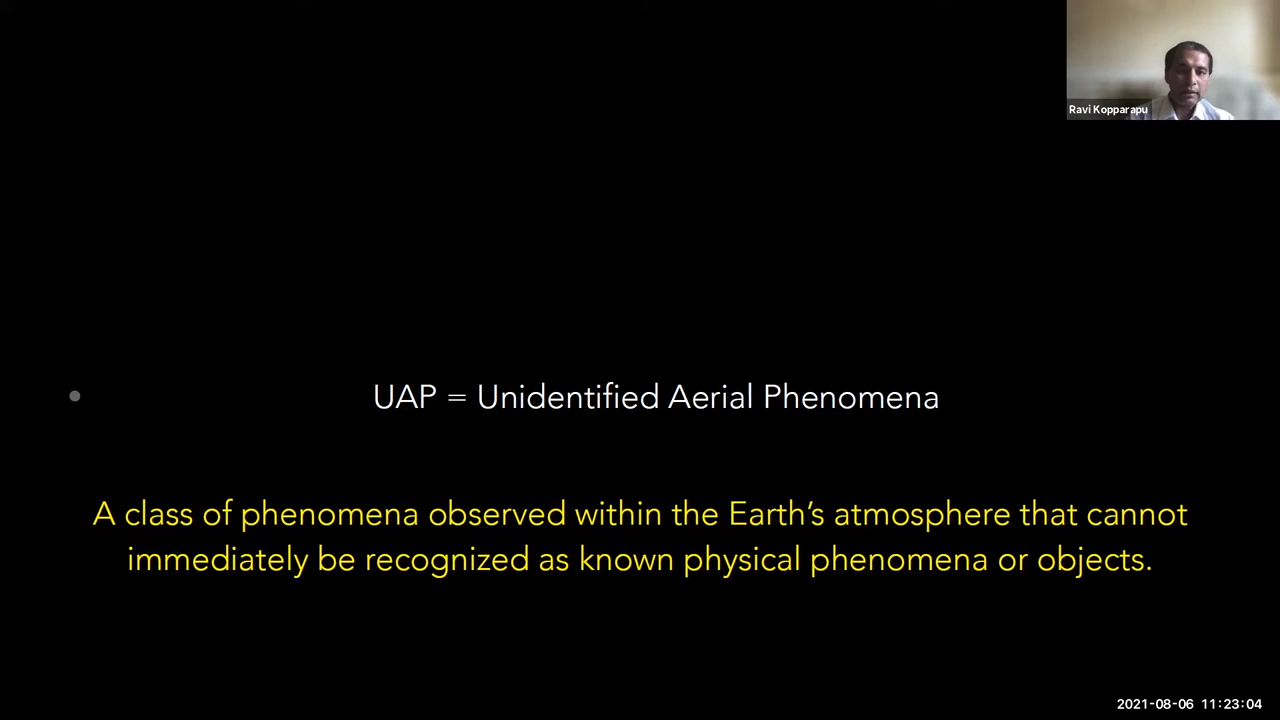 Ravi Kopparapu
UAP = Unidentified Aerial Phenomena
A class of phenomena observed within the Earth’s atmosphere that cannot
immediately be recognized as known physical phenomena or objects.
2021-08-06 11:23:04